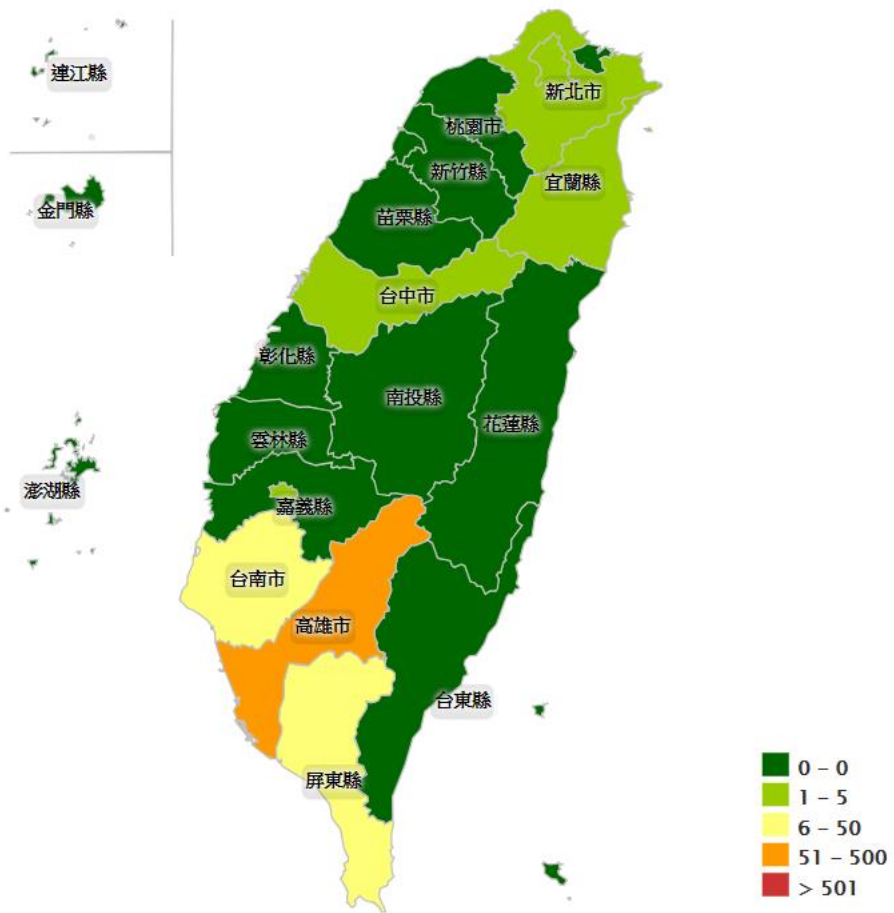 連江縣
新北市
桃園市
新竹縣
宜蘭縣
金門縣
苗栗縣
台中市
彰化縣
南投縣
花蓮縣
雲林縣
澎湖縣
嘉義縣
台南市
高雄市
台東縣
屏東縣
0 - 0
1 - 5
6 - 50
51 - 500
> 501